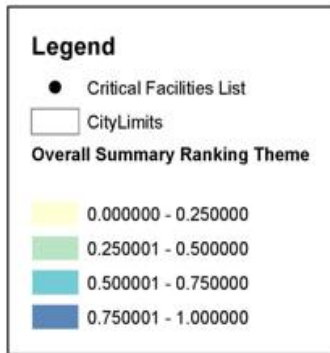 Legend
Critical Facilities List
CityLimits
Overall Summary Ranking Theme
0.000000 - 0.250000
0.250001 - 0.500000
0.500001 - 0.750000
0.750001 - 1.000000